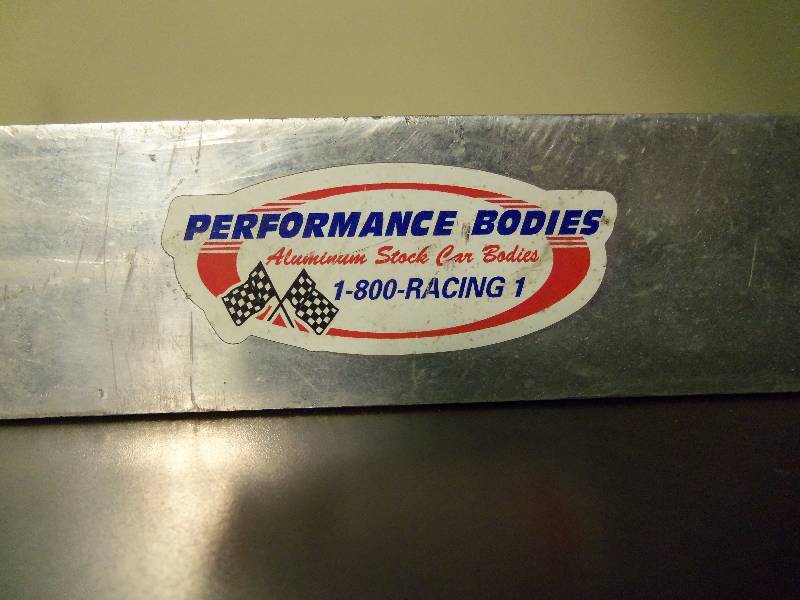 PERFORMANCE BODIES
Aluminum Stock Car Bodies
1-800-RACING 1